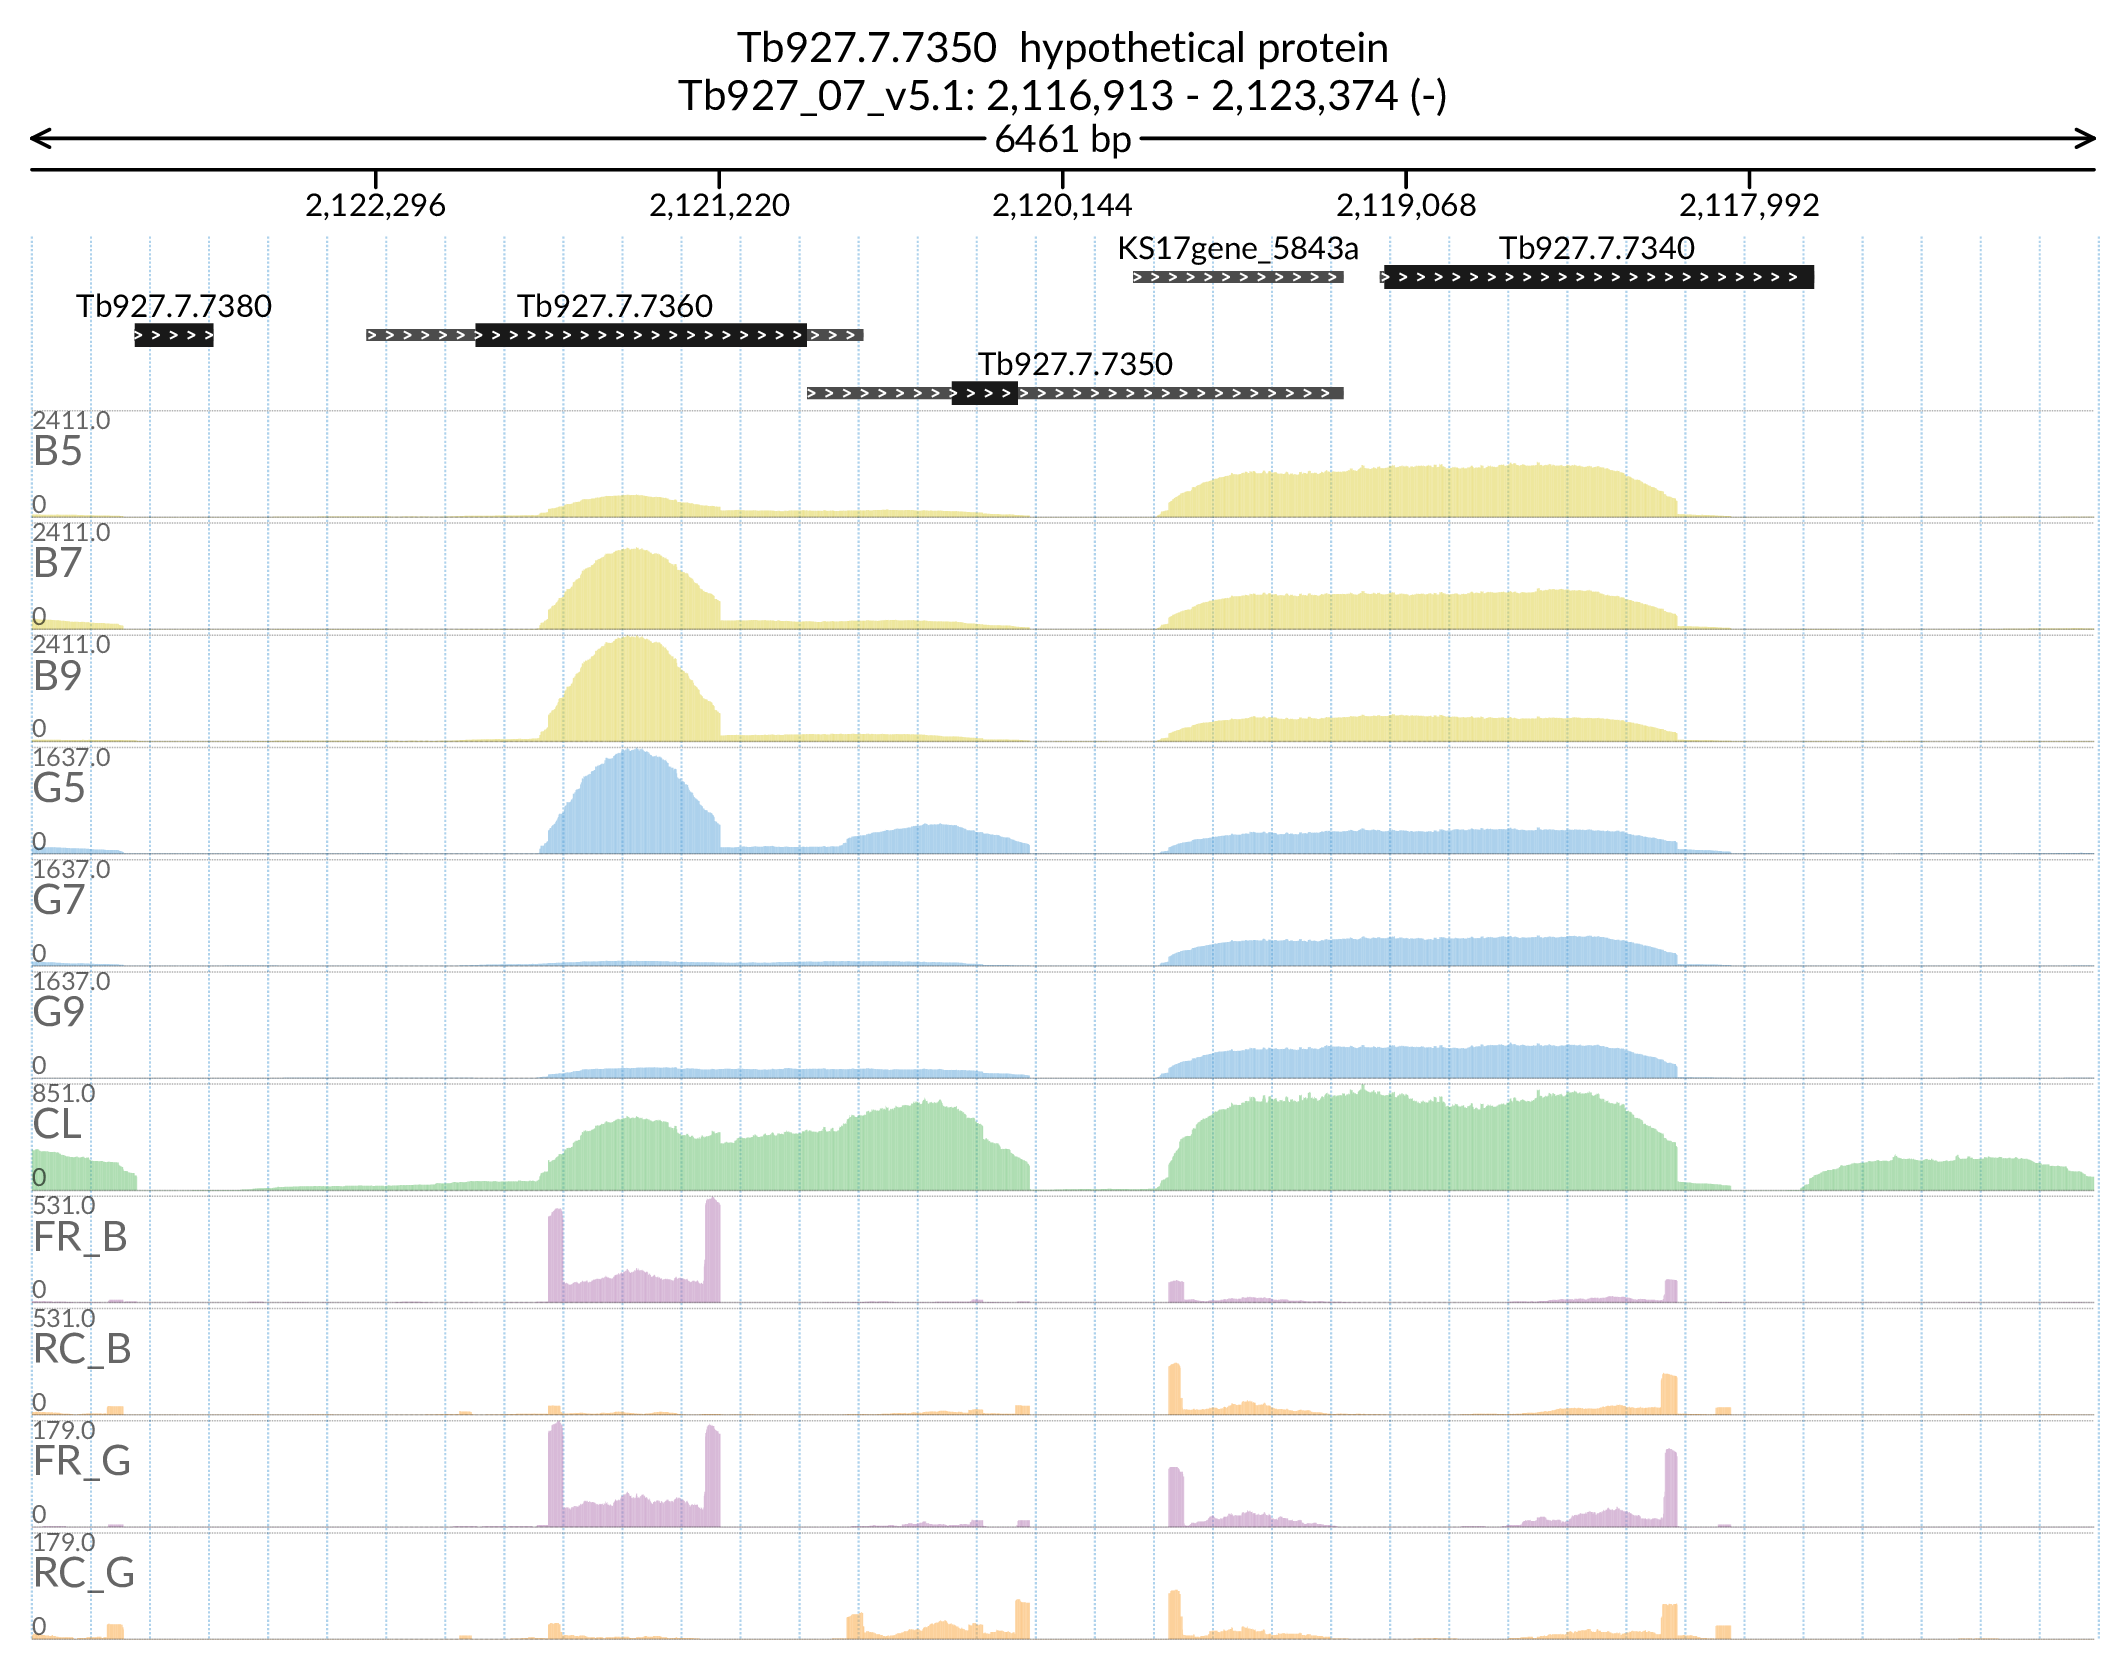 Tb927.7.7350 hypothetical protein
Tb927_07_v5.1: 2,116,913 - 2,123,374 (-)
6461 bp
2,122,296 2,121,220 2,120,144 2,119,068 2,117,992
KS17gene_5843a Tb927.7.7340
Tb927.7.7380 Tb927.7.7360
Tb927.7.7350
2411.0
B5
0
2411.0
B7
0
2411.0
B9
0
1637.0
G5
0
1637.0
G7
0
1637.0
G9
0
851.0
CL
0
531.0
FR_B
0
531.0
RC_B
0
179.0
FR_G
0
179.0
RC_G
0